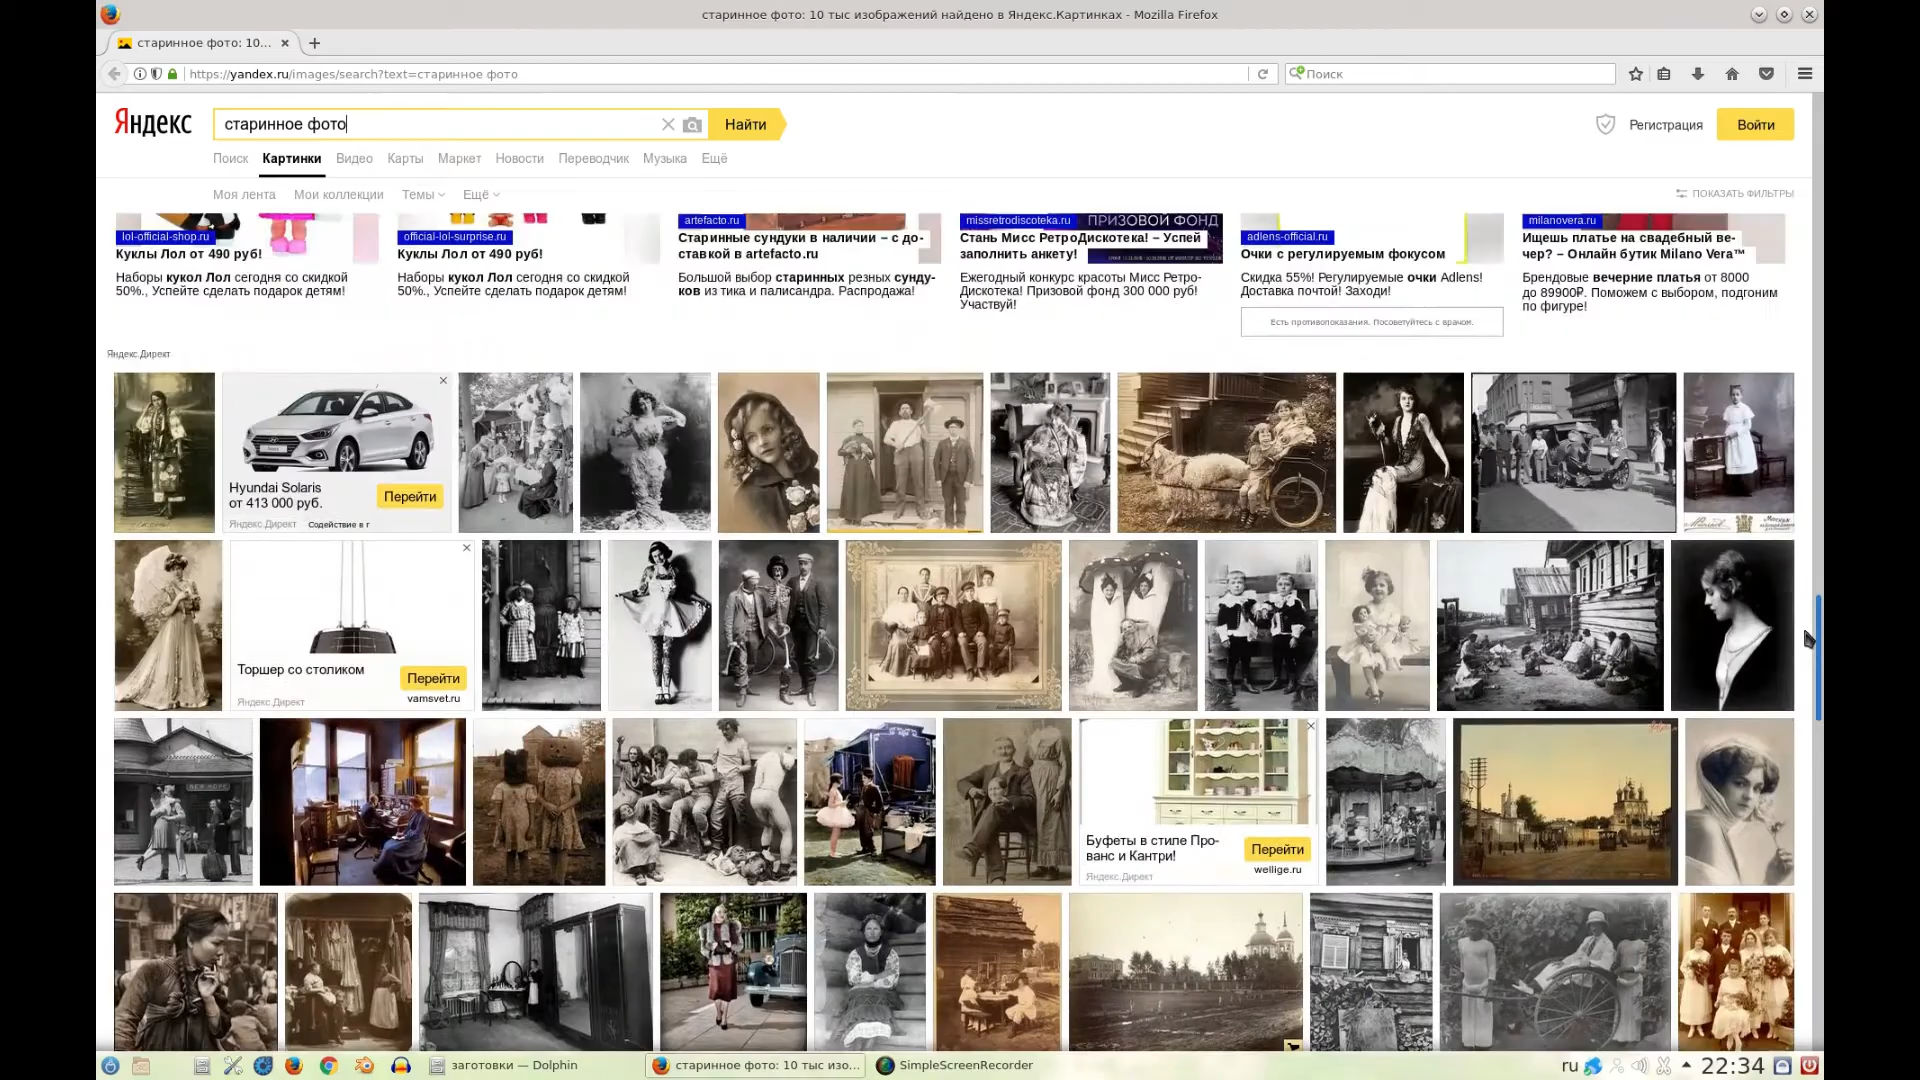 старинное фото: 10 тыс изображений найдено в Яндекс.Картинках - Mozilla Firefox
старинное фото: 10...
https://yandex.ru/images/search?text=старинное фото
Поиск
Яндекс
старинное фото
Найти
Регистрация
Войти
Поиск Картинки Видео Карты Маркет Новости Переводчик Музыка Ещё
Моя лента Мои коллекции Темы Ещё
ПОКАЗАТЬ ФИЛЬТРЫ
lol-official-shop.ru
Куклы Лол от 490 руб!
Наборы кукол Лол сегодня со скидкой
50%., Успейте сделать подарок детям!
official-lol-surprise.ru
Куклы Лол от 490 руб!
Наборы кукол Лол сегодня со скидкой
50%., Успейте сделать подарок детям!
artefacto.ru
Старинные сундуки в наличии – с до-
ставкой в artefacto.ru
Большой выбор старинных резных сунду-
ков из тика и палисандра. Распродажа!
missretrodiscoteka.ru
ПРИЗОВОЙ ФОНД
Стань Мисс РетроДискотека! – Успей
заполнить анкету!
Ежегодный конкурс красоты Мисс Ретро-
Дискотека! Призовой фонд 300 000 руб!
Участвуй!
adlens-official.ru
Очки с регулируемым фокусом
Скидка 55%! Регулируемые очки Adlens!
Доставка почтой! Заходи!
Есть противопоказания. Посоветуйтесь с врачом.
milanovera.ru
Ищешь платье на свадебный ве-
чер? – Онлайн бутик Milano Vera™
Брендовые вечерние платья от 8000
до 89900₽. Поможем с выбором, подгоним
по фигуре!
Яндекс.Директ
Hyundai Solaris
от 413 000 руб.
Перейти
Яндекс.Директ Содействие в г
Москва
Торшер со столиком
Перейти
vamsvet.ru
Яндекс.Директ
NEW HOPE
Буфеты в стиле Про-
ванс и Кантри!
Перейти
wellige.ru
Яндекс.Директ
заготовки — Dolphin
старинное фото: 10 тыс изо...
SimpleScreenRecorder
ru
22:34